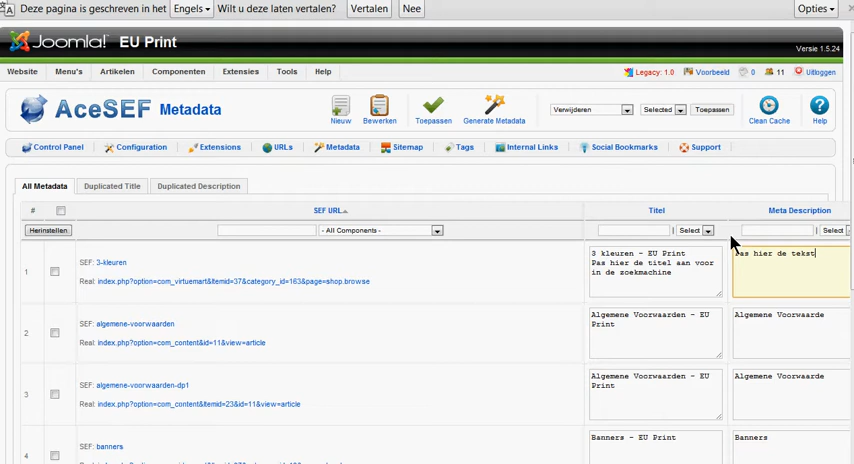 Deze pagina is geschreven in het Engels Wilt u deze laten vertalen? Vertalen Nee Opties
Joomla! EU Print
Versie 1.5.24
Website Menu's Artikelen Componenten Extensies Tools Help Legacy: 1.0 Voorbeeld 0 11 Uitloggen
AceSEF Metadata
Nieuw Bewerken Toepassen Generate Metadata Verwijderen Selected Toepassen Clean Cache Help
Control Panel Configuration Extensions URLs Metadata Sitemap Tags Internal Links Social Bookmarks Support
All Metadata Duplicated Title Duplicated Description
# SEF URL Titel Meta Description
Herinstellen - All Components - | Select | Select
1
SEF: 3-kleuren
Real: index.php?option=com_virtuemart&Itemid=37&category_id=163&page=shop.browse
3 kleuren - EU Print
Pas hier de titel aan voor
in de zoekmachine
Pas hier de tekst
2
SEF: algemene-voorwaarden
Real: index.php?option=com_content&id=11&view=article
Algemene Voorwaarden - EU
Print
Algemene Voorwaarde
3
SEF: algemene-voorwaarden-dp1
Real: index.php?option=com_content&Itemid=23&id=11&view=article
Algemene Voorwaarden - EU
Print
Algemene Voorwaarde
4
SEF: banners
Banners - EU Print
Banners